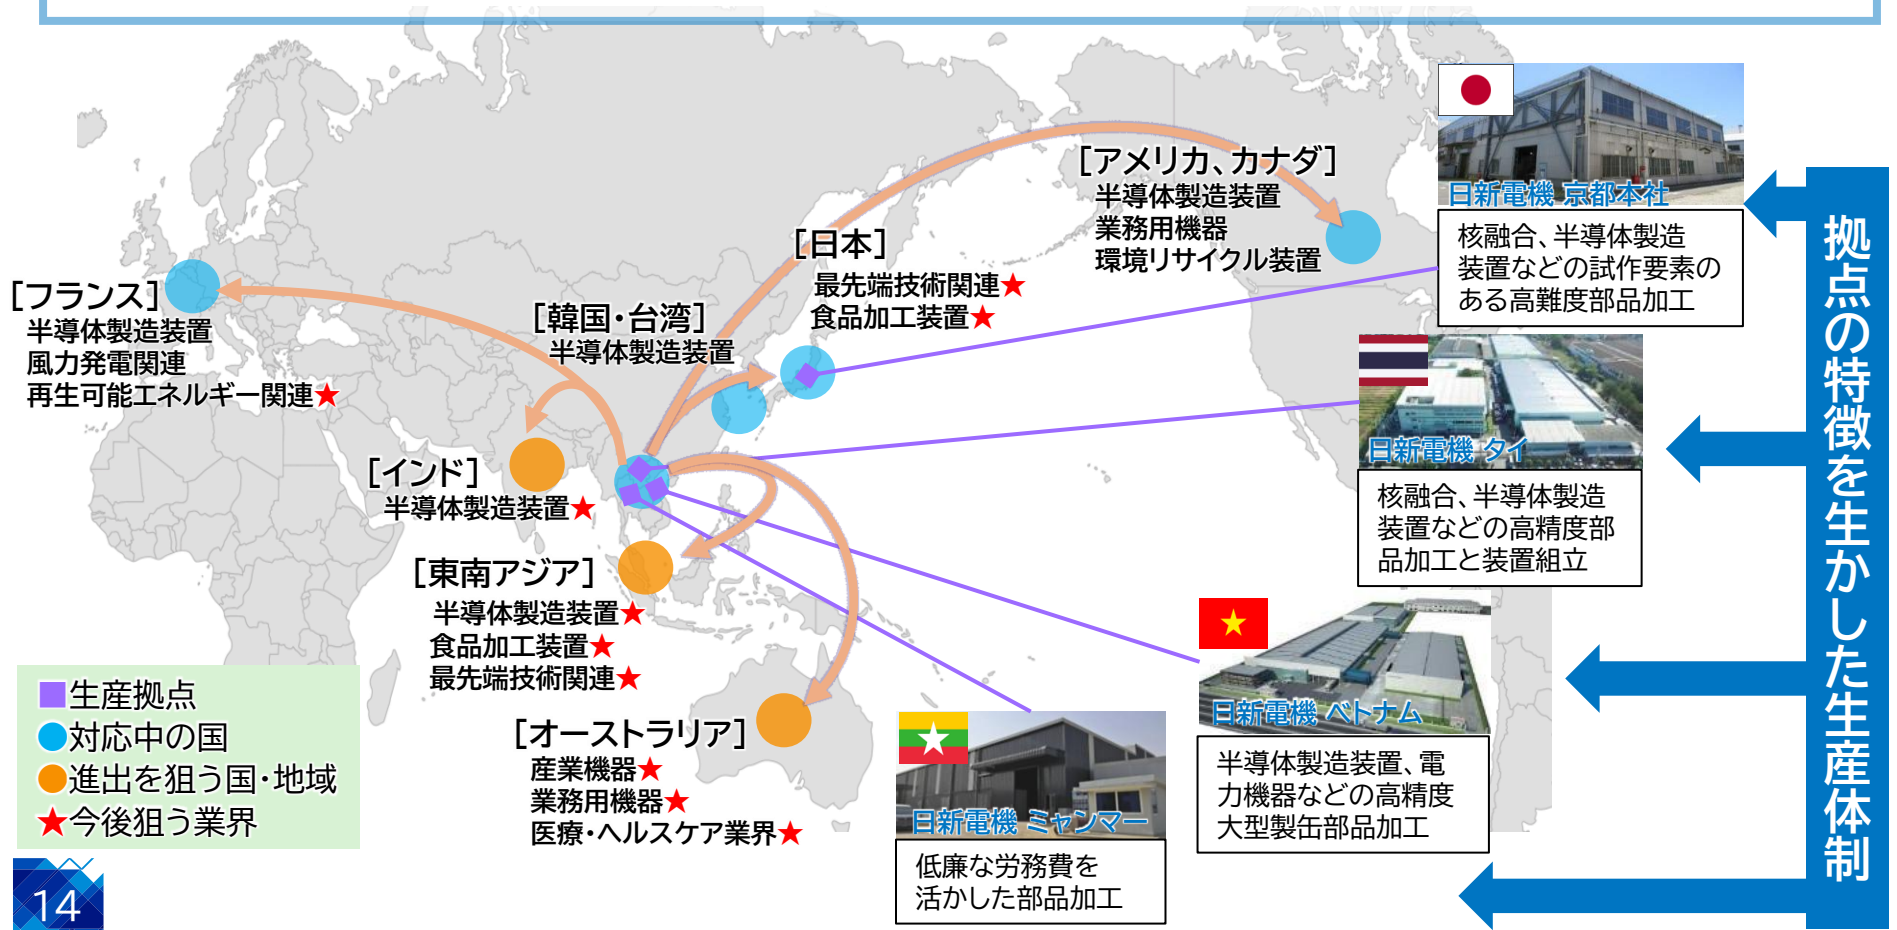 [アメリカ、カナダ]
半導体製造装置
業務用機器
環境リサイクル装置
[日本]
最先端技術関連★
食品加工装置★
[フランス]
半導体製造装置
風力発電関連
再生可能エネルギー関連★
[韓国・台湾]
半導体製造装置
[インド]
半導体製造装置★
[東南アジア]
半導体製造装置★
食品加工装置★
最先端技術関連★
[オーストラリア]
産業機器★
業務用機器★
医療・ヘルスケア業界★
■生産拠点
●対応中の国
●進出を狙う国・地域
★今後狙う業界
日新電機 京都本社
核融合、半導体製造
装置などの試作要素の
ある高難度部品加工
日新電機 タイ
核融合、半導体製造
装置などの高精度部
品加工と装置組立
日新電機 ベトナム
半導体製造装置、電
力機器などの高精度
大型製缶部品加工
日新電機 ミャンマー
低廉な労務費を
活かした部品加工
拠点の特徴を生かした生産体制
14